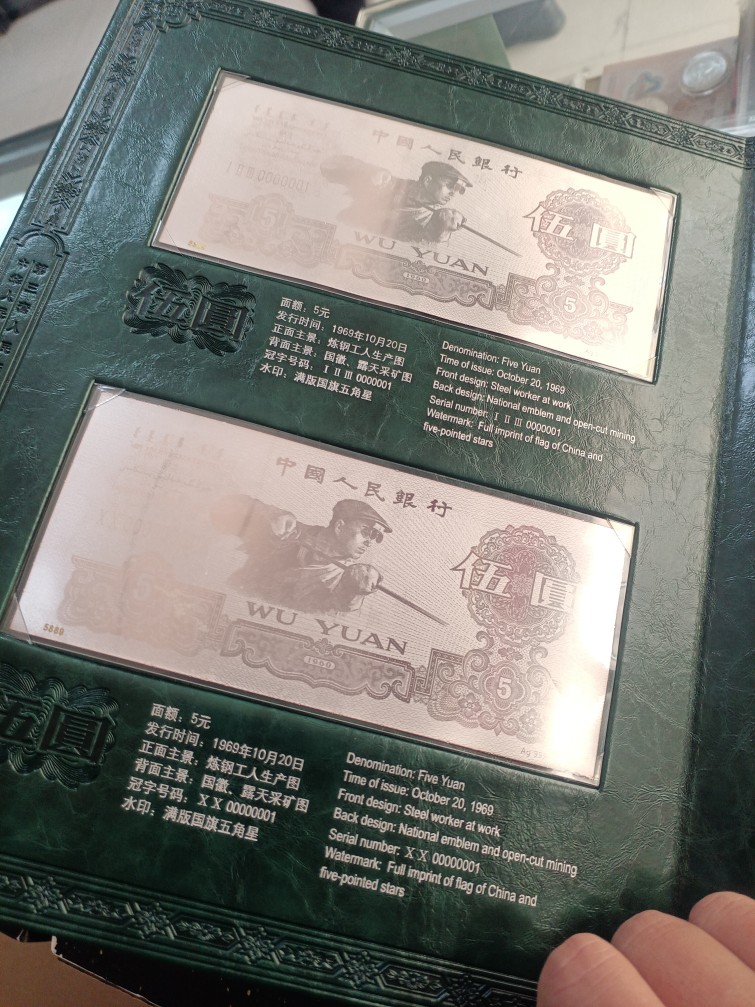 中國人民銀行
I II III 0000001
伍圓
WU YUAN
1960
5
伍圓
面额：5元
发行时间：1969年10月20日
正面主景：炼钢工人生产图
背面主景：国徽、露天采矿图
冠字号码：I II III 0000001
水印：满版国旗五角星
Denomination: Five Yuan
Time of issue: October 20, 1969
Front design: Steel worker at work
Back design: National emblem and open-cut mining
Serial number: I II III 0000001
Watermark: Full imprint of flag of China and
five-pointed stars
中國人民銀行
伍圓
WU YUAN
1960
5
5889
伍圓
面额：5元
发行时间：1969年10月20日
正面主景：炼钢工人生产图
背面主景：国徽、露天采矿图
冠字号码：X X 00000001
水印：满版国旗五角星
Denomination: Five Yuan
Time of issue: October 20, 1969
Front design: Steel worker at work
Back design: National emblem and open-cut mining
Serial number: X X 00000001
Watermark: Full imprint of flag of China and
five-pointed stars